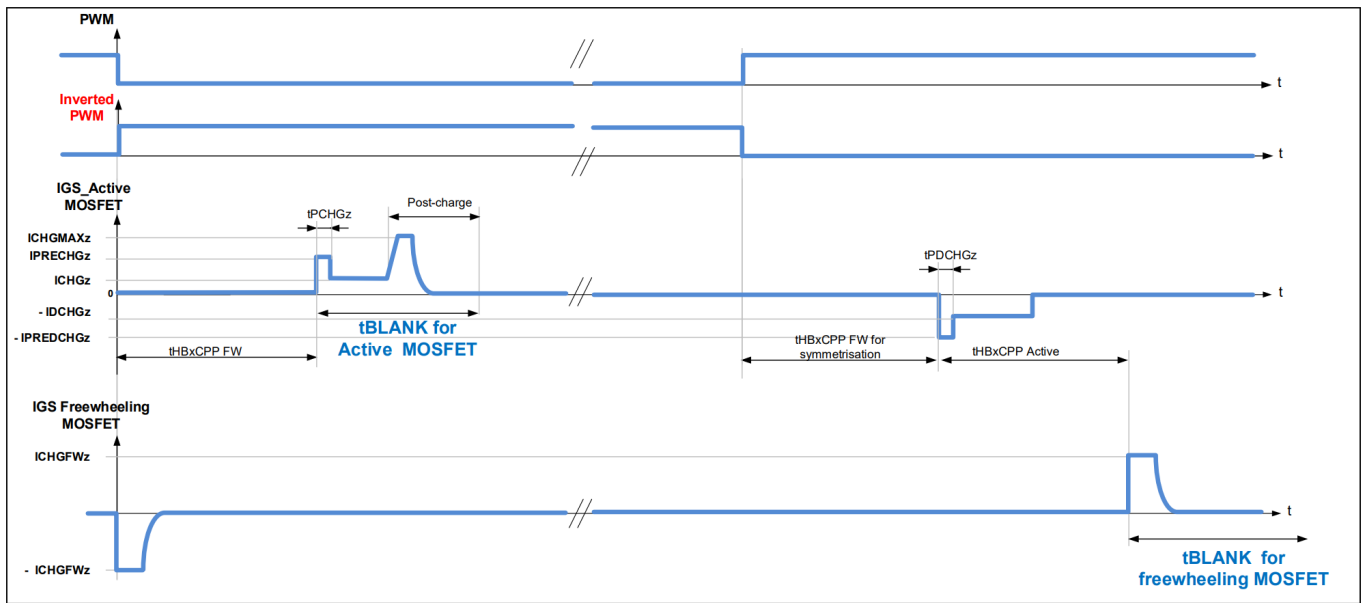 PWM
t
Inverted
PWM
t
IGS_Active
MOSFET
tPCHGz
Post-charge
ICHGMAXz
IPRECHGz
ICHGz
0
- IDCHGz
- IPREDCHGz
tPDCHGz
t
tBLANK for
Active MOSFET
tHBxCPP FW
tHBxCPP FW for
symmetrisation
tHBxCPP Active
IGS Freewheeling
MOSFET
ICHGFWz
t
- ICHGFWz
tBLANK for
freewheeling MOSFET